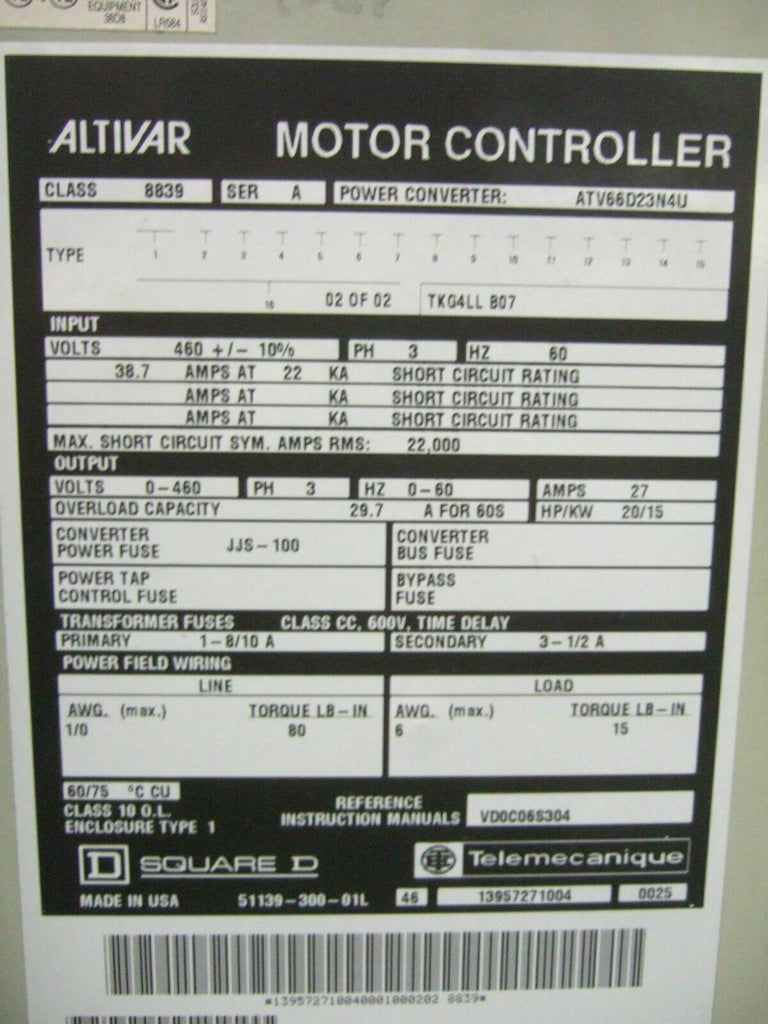 EQUIPMENT
38D8
LR584
ALTIVAR MOTOR CONTROLLER
CLASS 8839 SER A POWER CONVERTER: ATV66D23N4U
TYPE 1 2 3 4 5 6 7 8 9 10 11 12 13 14 15
16 02 OF 02 TKG4LL B07
INPUT
VOLTS 460 +/- 10% PH 3 HZ 60
38.7 AMPS AT 22 KA SHORT CIRCUIT RATING
AMPS AT KA SHORT CIRCUIT RATING
AMPS AT KA SHORT CIRCUIT RATING
MAX. SHORT CIRCUIT SYM. AMPS RMS: 22,000
OUTPUT
VOLTS 0-460 PH 3 HZ 0-60 AMPS 27
OVERLOAD CAPACITY 29.7 A FOR 60S HP/KW 20/15
CONVERTER POWER FUSE JJS-100 CONVERTER BUS FUSE
POWER TAP CONTROL FUSE BYPASS FUSE
TRANSFORMER FUSES CLASS CC, 600V, TIME DELAY
PRIMARY 1-8/10 A SECONDARY 3-1/2 A
POWER FIELD WIRING
LINE LOAD
AWG. (max.) TORQUE LB-IN AWG. (max.) TORQUE LB-IN
1/0 80 6 15
60/75 °C CU
CLASS 10 O.L.
ENCLOSURE TYPE 1
REFERENCE
INSTRUCTION MANUALS VD0C06S304
D SQUARE D Telemecanique
MADE IN USA 51139-300-01L 46 13957271004 0025
*139572710040001000202 8839*